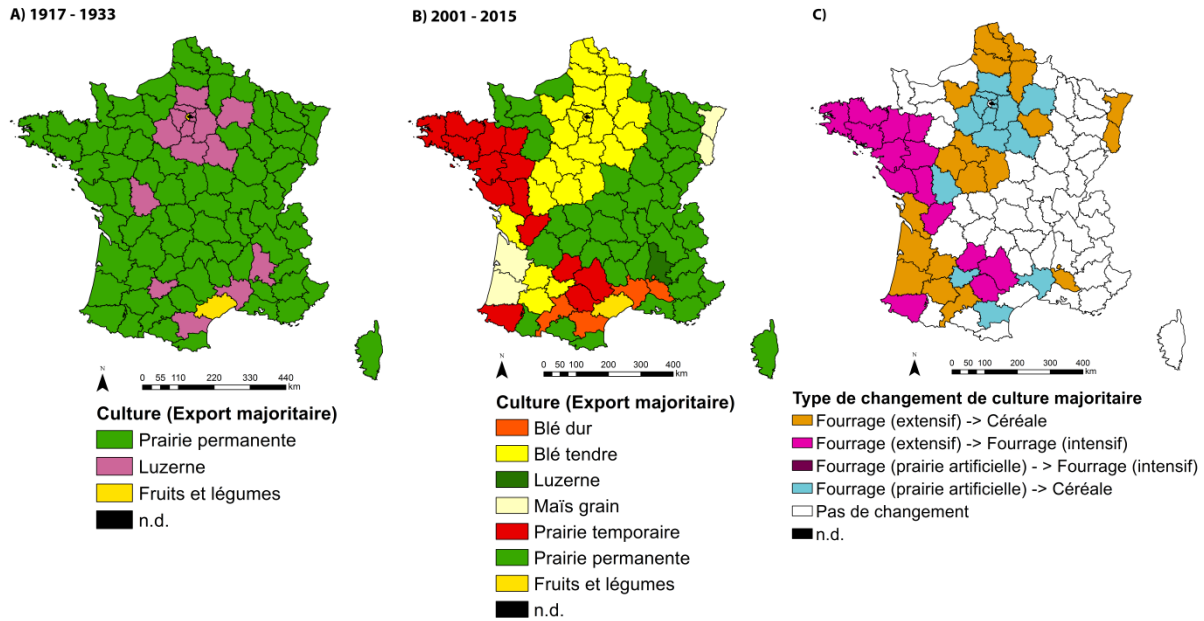 A) 1917 - 1933
N
0 55 110 220 330 440
km
Culture (Export majoritaire)
Prairie permanente
Luzerne
Fruits et légumes
n.d.
B) 2001 - 2015
N
0 50 100 200 300 400
km
Culture (Export majoritaire)
Blé dur
Blé tendre
Luzerne
Maïs grain
Prairie temporaire
Prairie permanente
Fruits et légumes
n.d.
C)
N
0 50 100 200 300 400
km
Type de changement de culture majoritaire
Fourrage (extensif) -> Céréale
Fourrage (extensif) -> Fourrage (intensif)
Fourrage (prairie artificielle) - > Fourrage (intensif)
Fourrage (prairie artificielle) -> Céréale
Pas de changement
n.d.